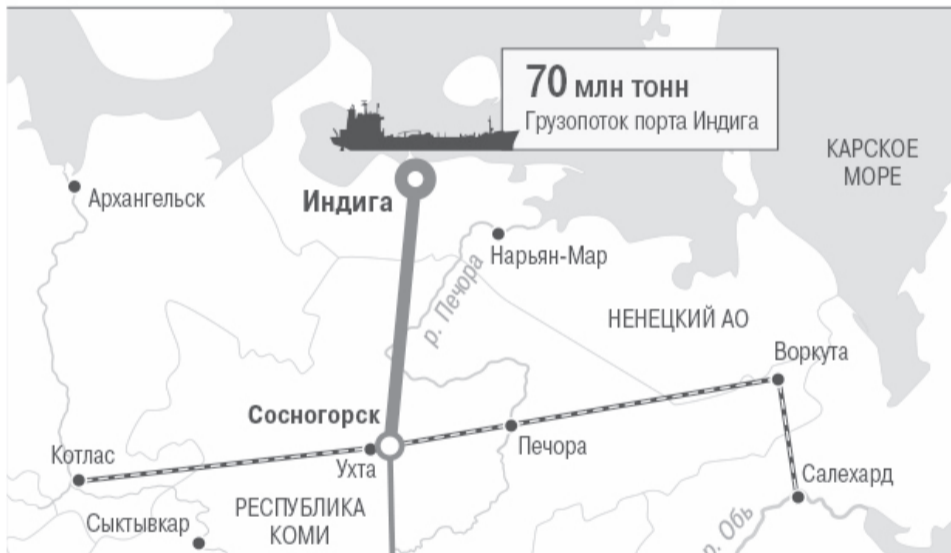 70 млн тонн
Грузопоток порта Индига
КАРСКОЕ
МОРЕ
Архангельск
Индига
Нарьян-Мар
р. Печора
НЕНЕЦКИЙ АО
Воркута
Сосногорск
Котлас
Ухта
Печора
Салехард
РЕСПУБЛИКА
КОМИ
Сыктывкар
р. Обь